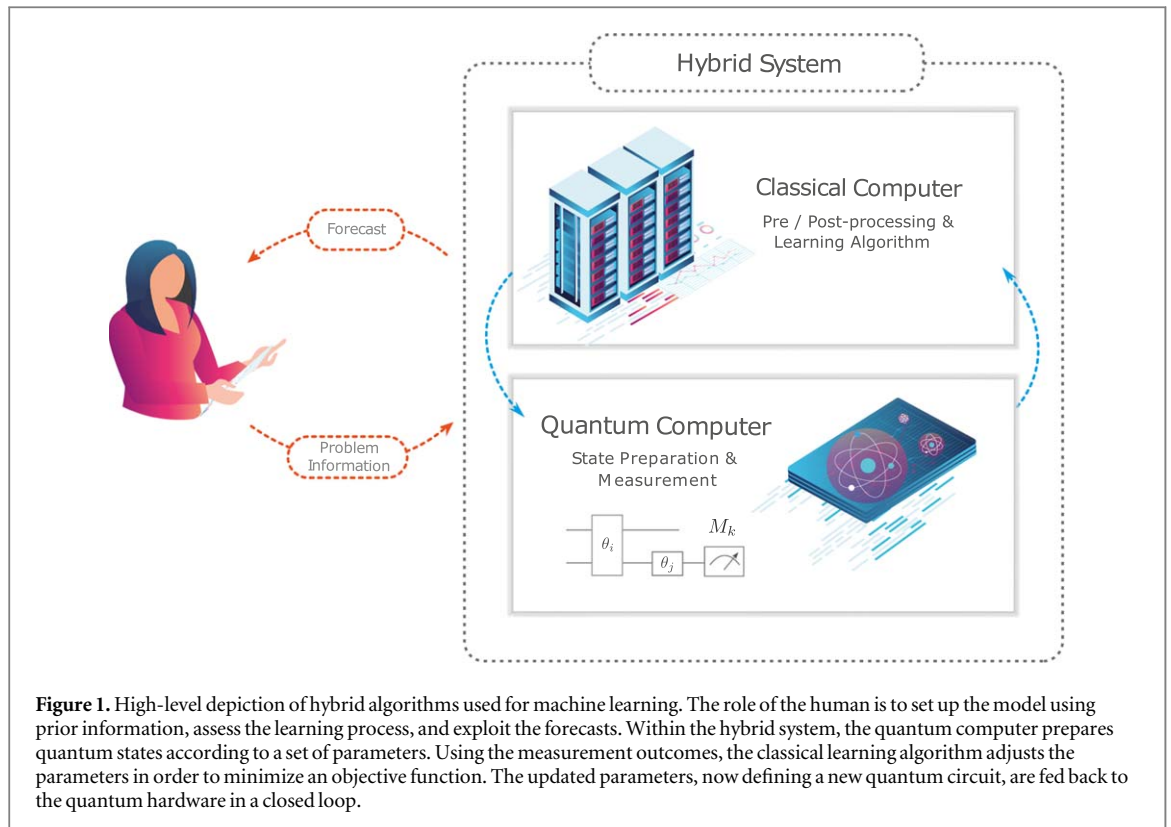 Hybrid System
Classical Computer
Pre / Post-processing &
Learning Algorithm
Forecast
Problem
Information
Quantum Computer
State Preparation &
Measurement
M_k
θ_i
θ_j
Figure 1. High-level depiction of hybrid algorithms used for machine learning. The role of the human is to set up the model using
prior information, assess the learning process, and exploit the forecasts. Within the hybrid system, the quantum computer prepares
quantum states according to a set of parameters. Using the measurement outcomes, the classical learning algorithm adjusts the
parameters in order to minimize an objective function. The updated parameters, now defining a new quantum circuit, are fed back to
the quantum hardware in a closed loop.